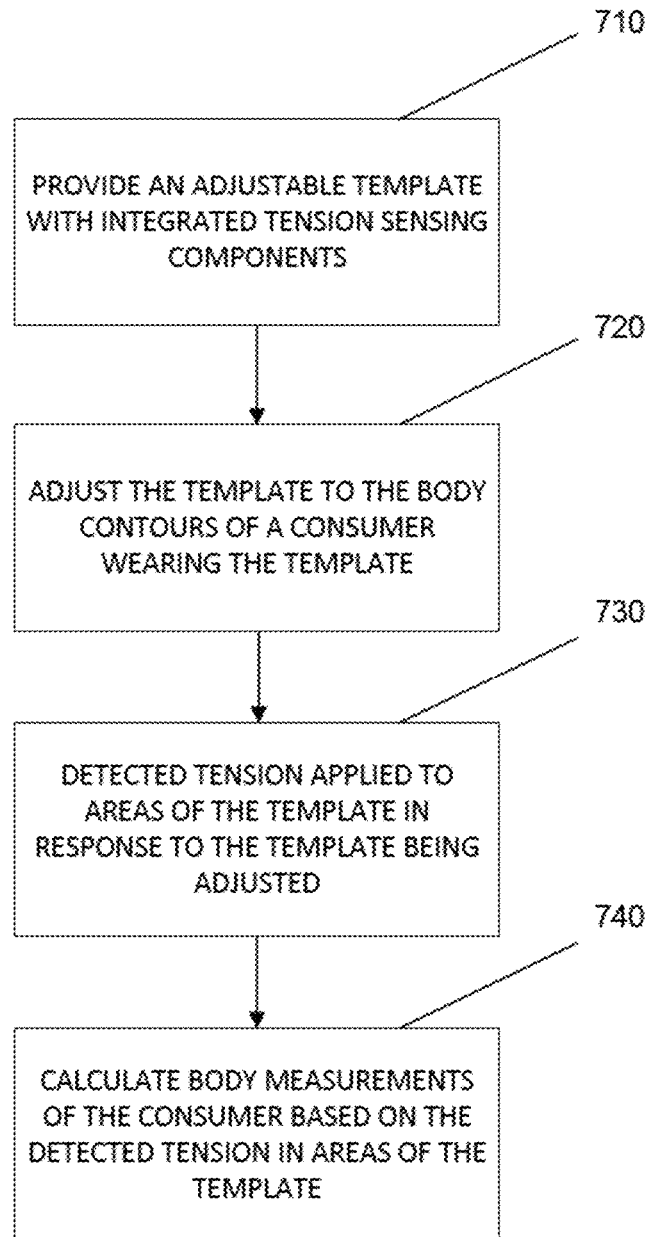 710
PROVIDE AN ADJUSTABLE TEMPLATE
WITH INTEGRATED TENSION SENSING
COMPONENTS
720
ADJUST THE TEMPLATE TO THE BODY
CONTOURS OF A CONSUMER
WEARING THE TEMPLATE
730
DETECTED TENSION APPLIED TO
AREAS OF THE TEMPLATE IN
RESPONSE TO THE TEMPLATE BEING
ADJUSTED
740
CALCULATE BODY MEASUREMENTS
OF THE CONSUMER BASED ON THE
DETECTED TENSION IN AREAS OF THE
TEMPLATE